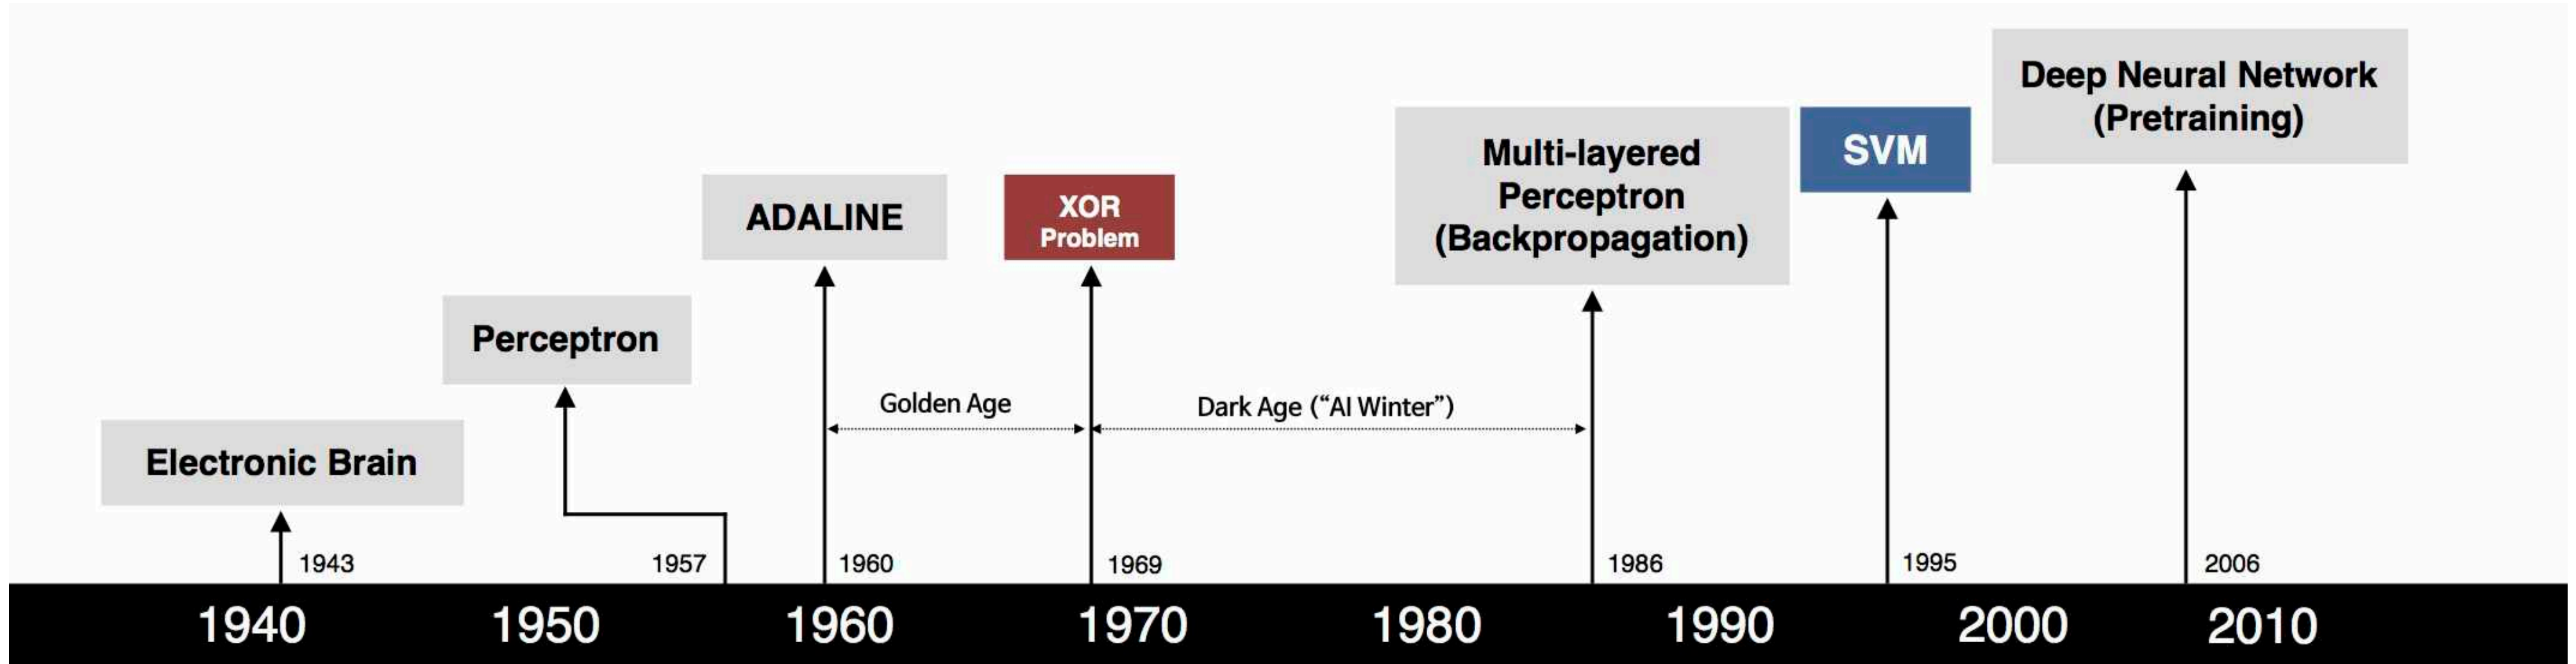 Deep Neural Network
(Pretraining)
Multi-layered
Perceptron
(Backpropagation)
SVM
ADALINE
XOR
Problem
Perceptron
Golden Age
Dark Age (“AI Winter”)
Electronic Brain
1943
1957
1960
1969
1986
1995
2006
1940
1950
1960
1970
1980
1990
2000
2010